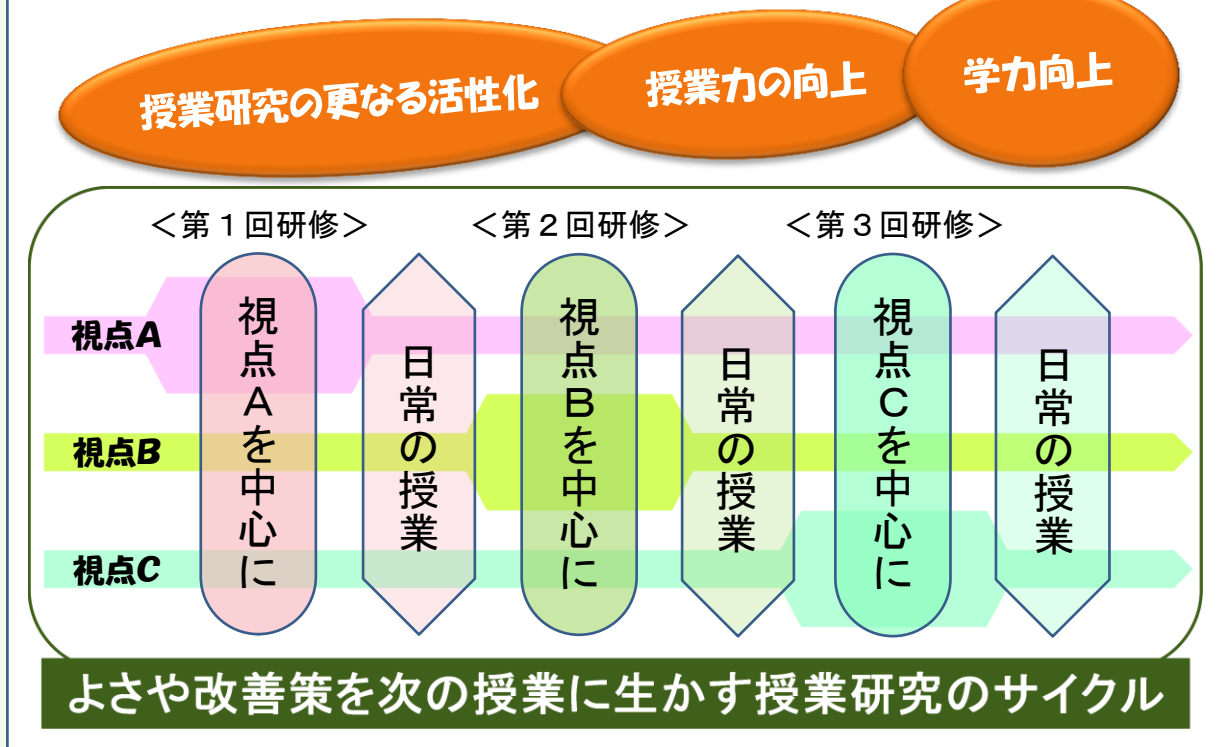 授業研究の更なる活性化
授業力の向上
学力向上
＜第１回研修＞
＜第２回研修＞
＜第３回研修＞
視点A
視点B
視点C
視点Ａを中心に
日常の授業
視点Ｂを中心に
日常の授業
視点Ｃを中心に
日常の授業
よさや改善策を次の授業に生かす授業研究のサイクル